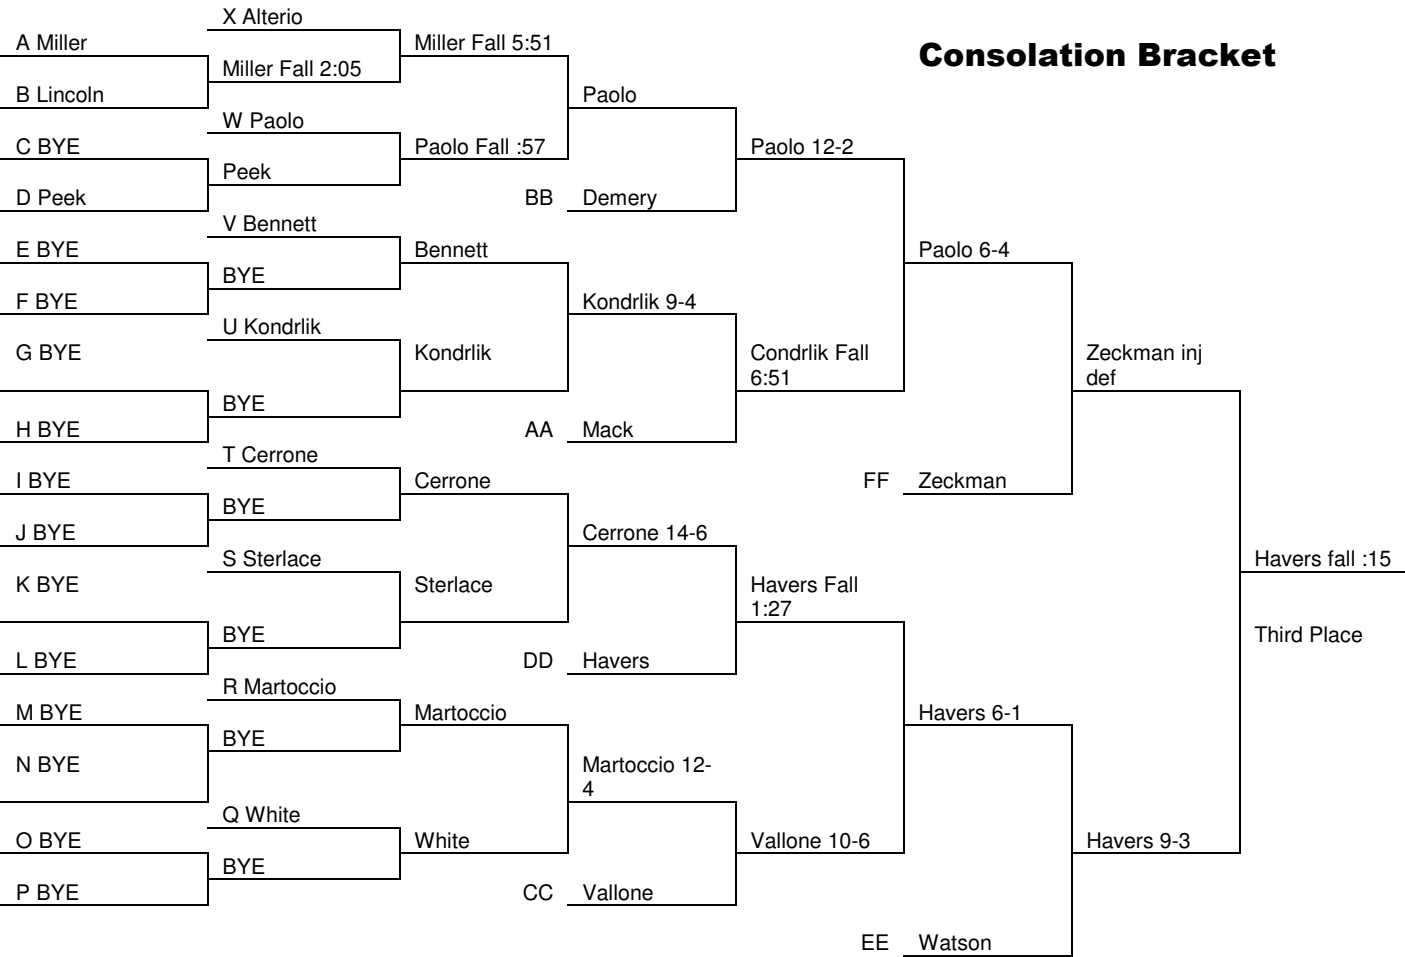 X Alterio
A Miller
Miller Fall 5:51
Consolation Bracket
Miller Fall 2:05
B Lincoln
Paolo
W Paolo
C BYE
Paolo Fall :57
Paolo 12-2
Peek
D Peek
BB
Demery
V Bennett
E BYE
Bennett
Paolo 6-4
BYE
F BYE
Kondrlik 9-4
U Kondrlik
G BYE
Kondrlik
Condrlik Fall
6:51
Zeckman inj
def
BYE
H BYE
AA
Mack
T Cerrone
I BYE
Cerrone
FF
Zeckman
BYE
J BYE
Cerrone 14-6
S Sterlace
Havers fall :15
K BYE
Sterlace
Havers Fall
1:27
BYE
Third Place
L BYE
DD
Havers
R Martoccio
M BYE
Martoccio
Havers 6-1
BYE
N BYE
Martoccio 12-
4
Q White
O BYE
White
Vallone 10-6
Havers 9-3
BYE
P BYE
CC
Vallone
EE
Watson